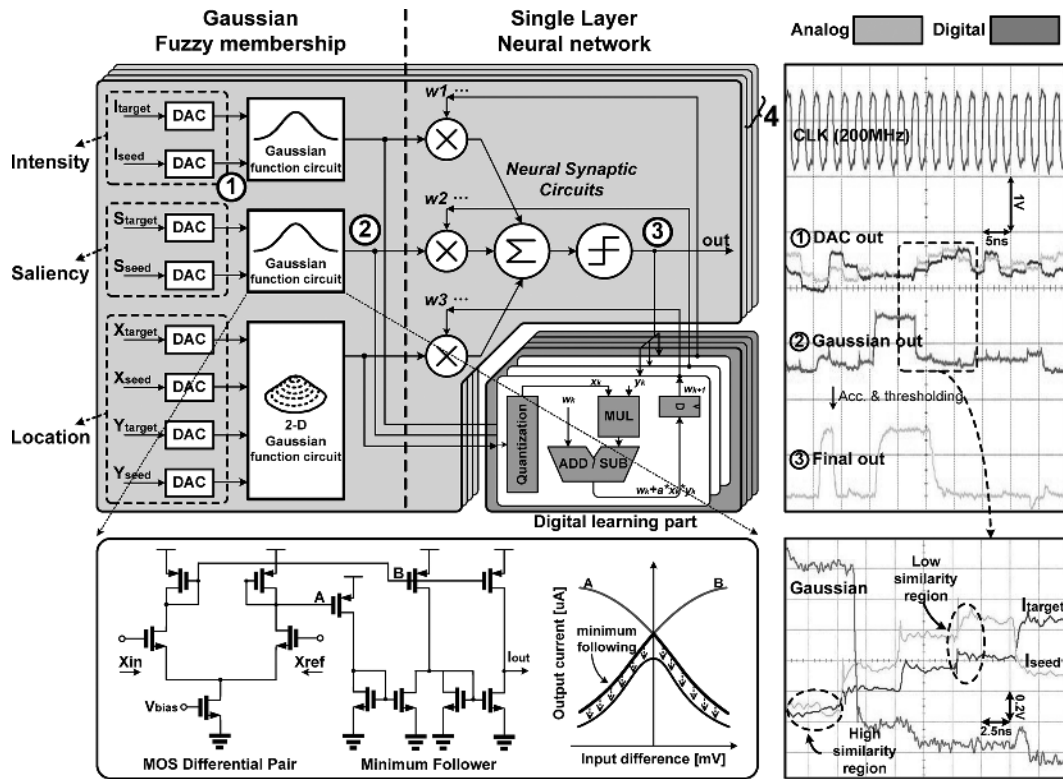 Gaussian
Fuzzy membership
Single Layer
Neural network
Analog
Digital
Intensity
Saliency
Location
Itarget
DAC
Iseed
DAC
Gaussian
function circuit
1
Starget
DAC
Sseed
DAC
Gaussian
function circuit
2
Xtarget
DAC
Xseed
DAC
Ytarget
DAC
Yseed
DAC
2-D
Gaussian
function circuit
w1 ...
w2 ...
w3 ...
Neural Synaptic
Circuits
Σ
3
out
4
Quantization
xk
yk
wk
MUL
wk+1
D
ADD / SUB
wk+a*xk*yk
Digital learning part
CLK (200MHz)
1V
5ns
1 DAC out
2 Gaussian out
Acc. & thresholding
3 Final out
A
B
Xin
Xref
Vbias
Iout
MOS Differential Pair
Minimum Follower
Output current [uA]
A
B
minimum
following
Input difference [mV]
Gaussian
Low
similarity
region
Itarget
Iseed
0.2V
2.5ns
High
similarity
region